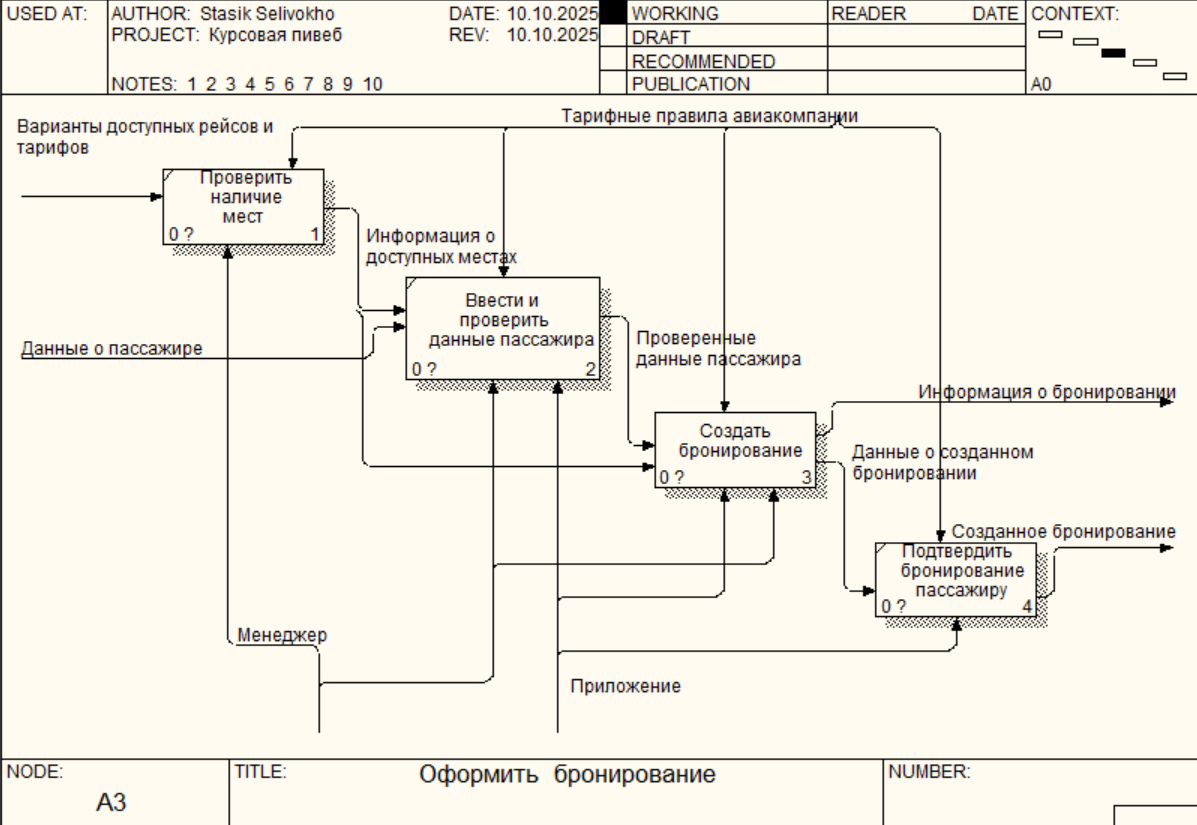 USED AT:
AUTHOR: Stasik Selivokho
DATE: 10.10.2025
PROJECT: Курсовая пивеб
REV: 10.10.2025
NOTES: 1 2 3 4 5 6 7 8 9 10
WORKING
DRAFT
RECOMMENDED
PUBLICATION
READER
DATE
CONTEXT:
A0
Варианты доступных рейсов и
тарифов
Тарифные правила авиакомпании
Проверить
наличие
мест
0 ?
1
Информация о
доступных местах
Ввести и
проверить
данные пассажира
0 ?
2
Данные о пассажире
Проверенные
данные пассажира
Создать
бронирование
0 ?
3
Информация о бронировании
Данные о созданном
бронировании
Созданное бронирование
Подтвердить
бронирование
пассажиру
0 ?
4
Менеджер
Приложение
NODE:
A3
TITLE:
Оформить бронирование
NUMBER: